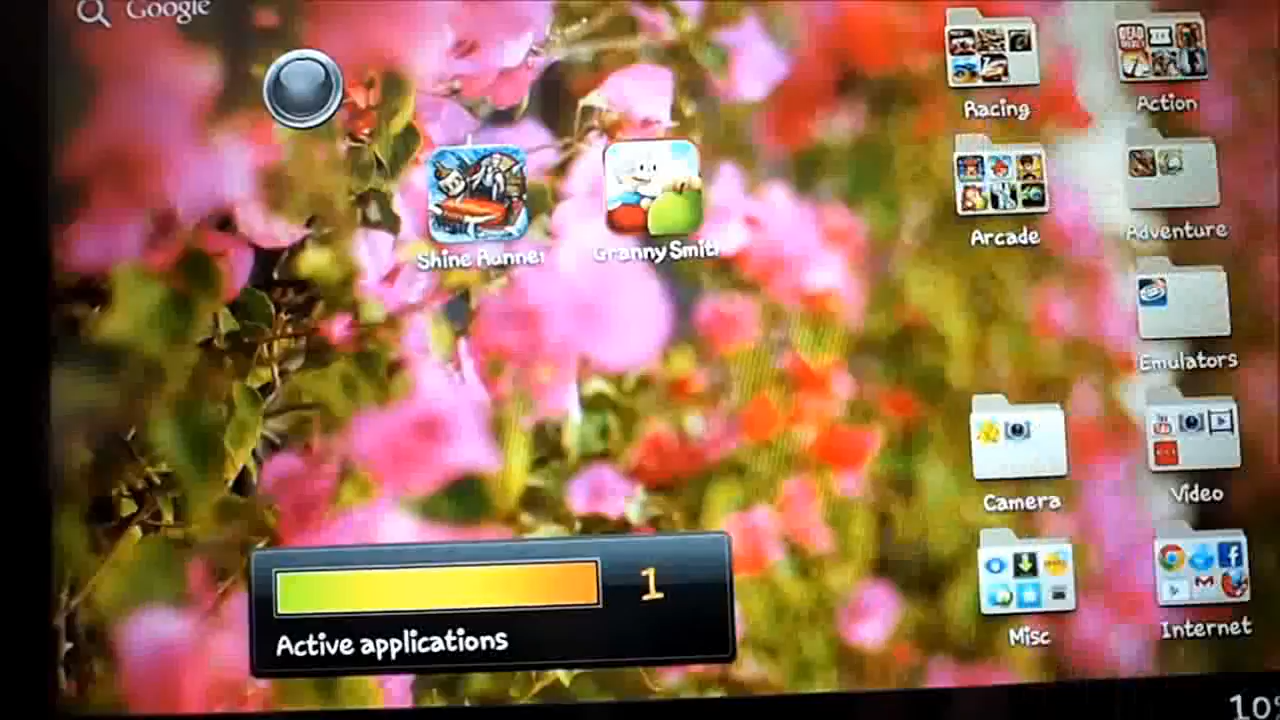 Google
Racing
Action
Arcade
Adventure
Shine Runner
Granny Smith
Emulators
Camera
Video
1
Active applications
Misc
Internet